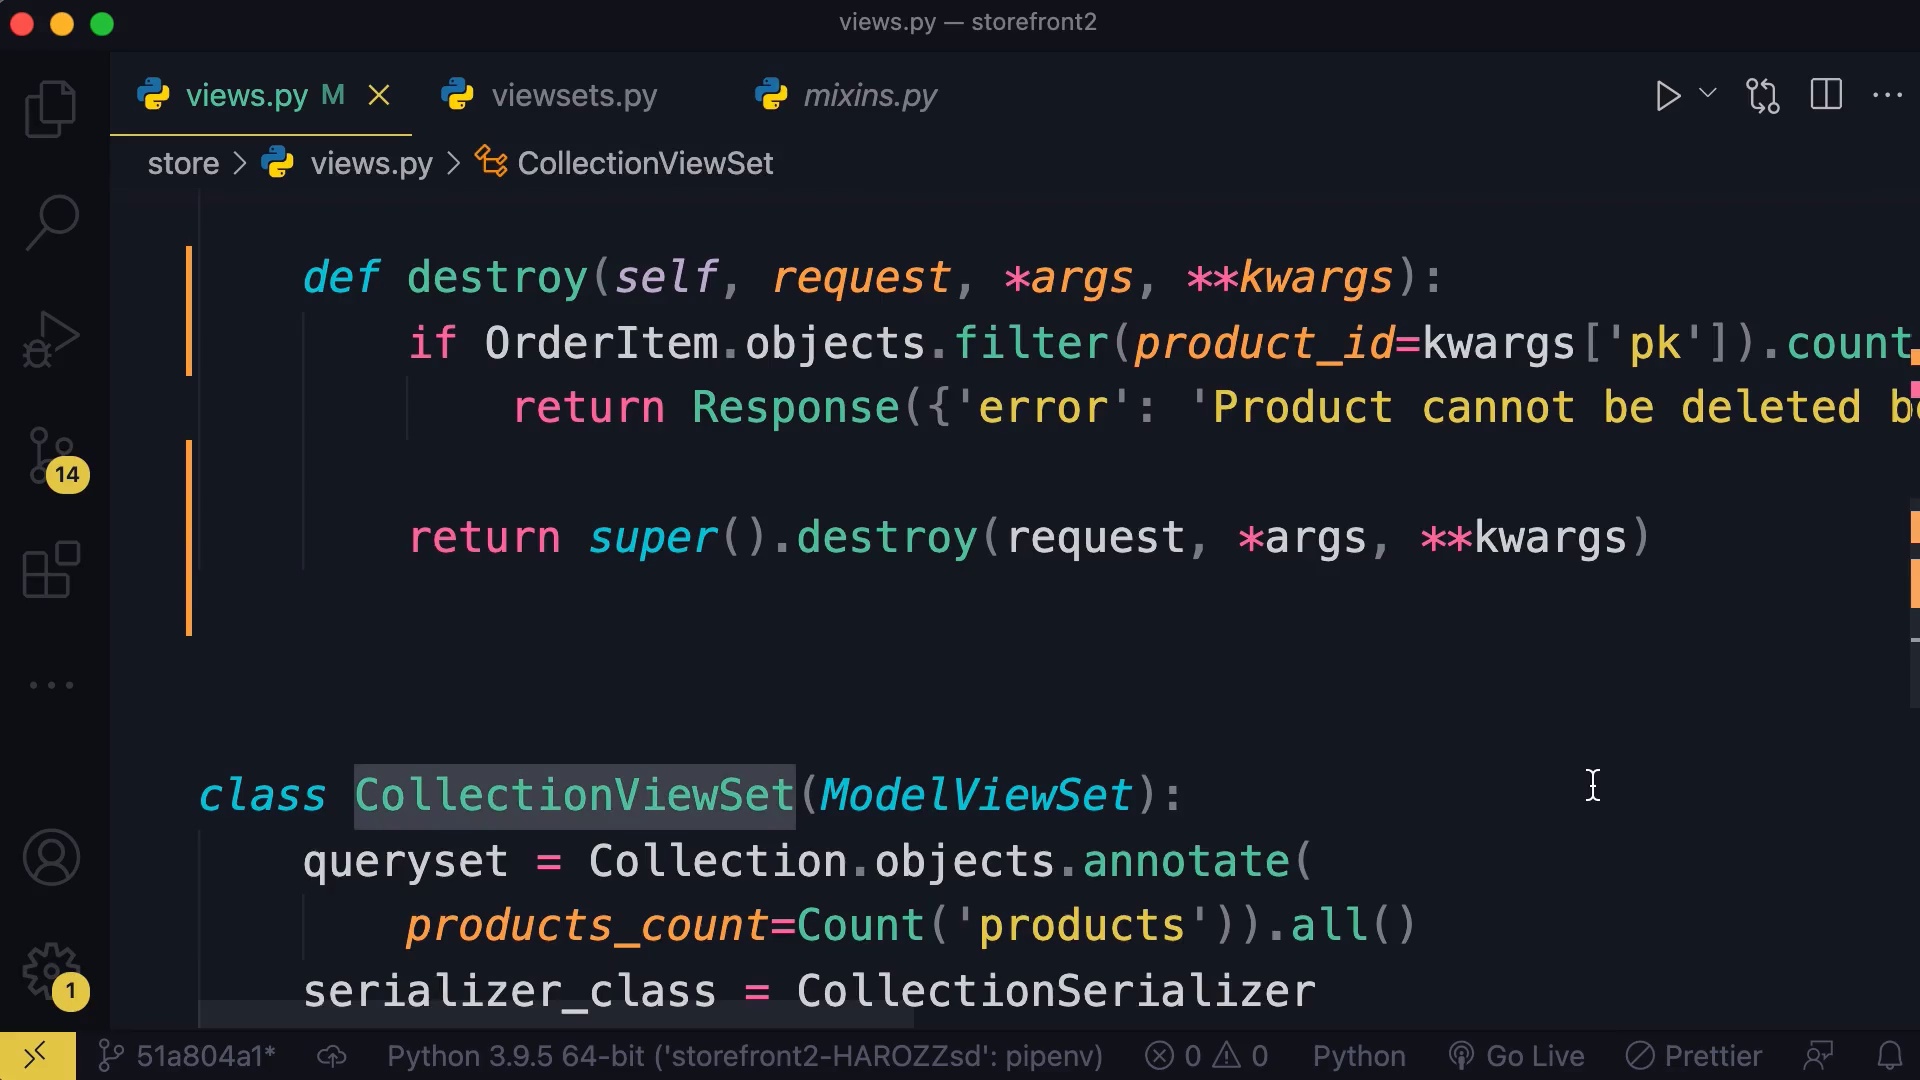 views.py — storefront2
views.py M
viewsets.py
mixins.py
store > views.py > CollectionViewSet
def destroy(self, request, *args, **kwargs):
if OrderItem.objects.filter(product_id=kwargs['pk']).count
return Response({'error': 'Product cannot be deleted
return super().destroy(request, *args, **kwargs)
class CollectionViewSet(ModelViewSet):
queryset = Collection.objects.annotate(
products_count=Count('products')).all()
serializer_class = CollectionSerializer
14
1
51a804a1*
Python 3.9.5 64-bit ('storefront2-HAROZZsd': pipenv)
0
0
Python
Go Live
Prettier